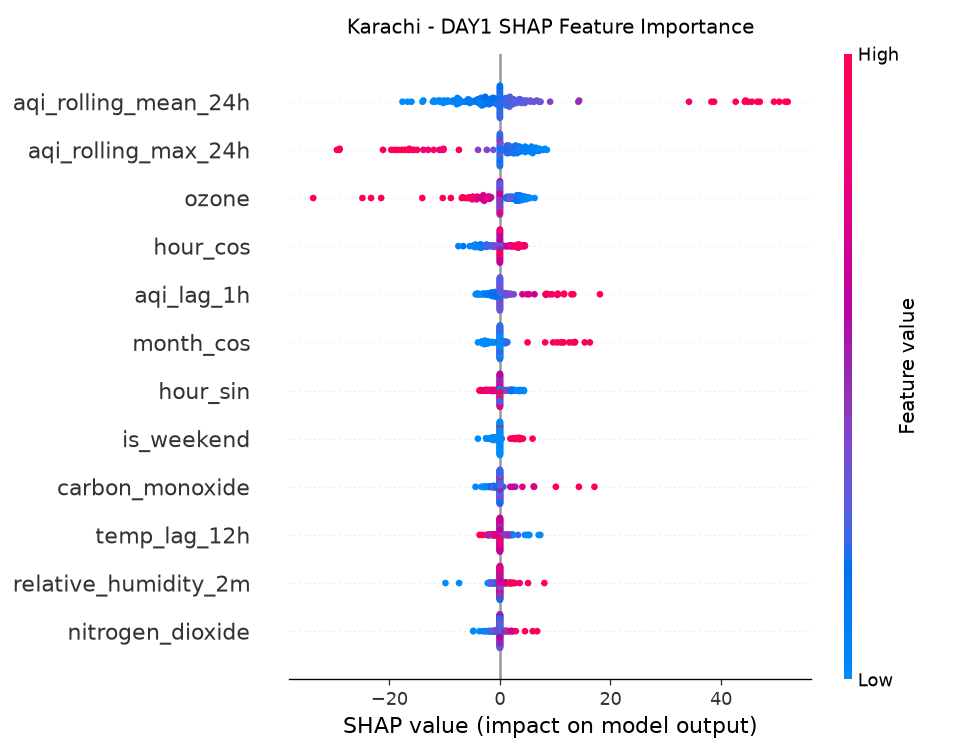 Karachi - DAY1 SHAP Feature Importance
High
aqi_rolling_mean_24h
aqi_rolling_max_24h
ozone
hour_cos
aqi_lag_1h
month_cos
hour_sin
is_weekend
carbon_monoxide
temp_lag_12h
relative_humidity_2m
nitrogen_dioxide
Feature value
Low
−20 0 20 40
SHAP value (impact on model output)